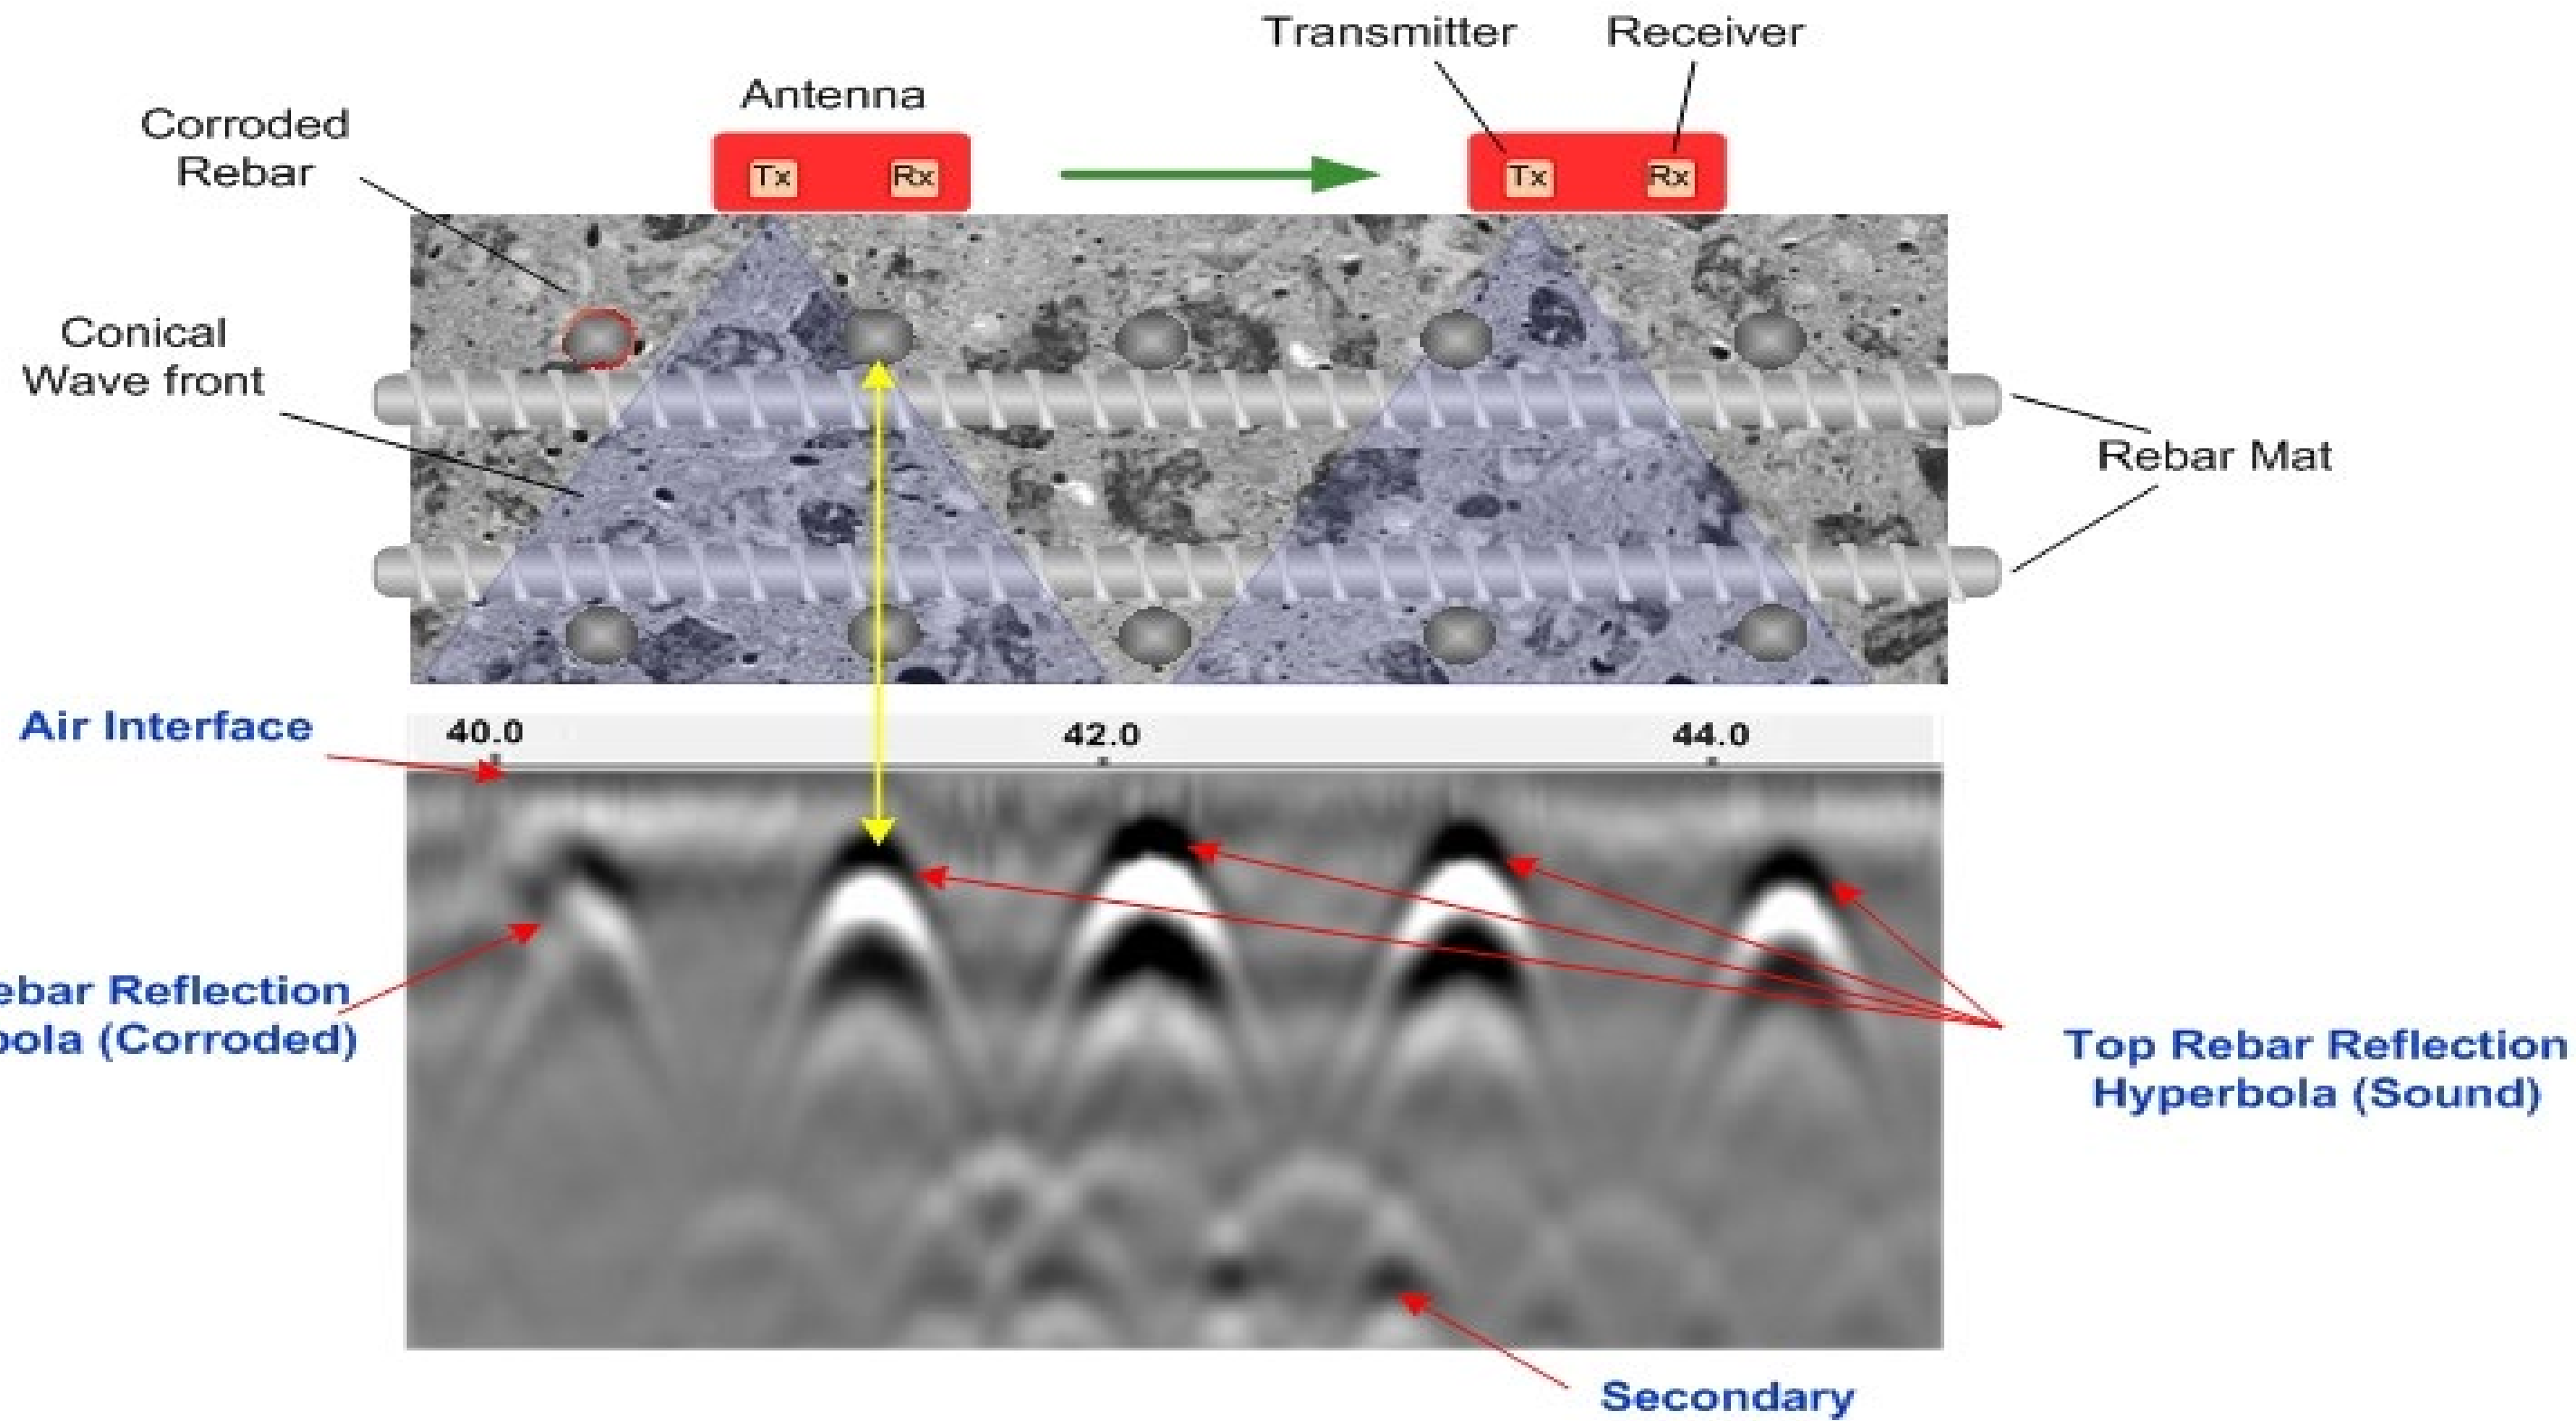 Transmitter
Receiver
Antenna
Corroded
Rebar
Tx
Rx
Tx
Rx
Conical
Wave front
Rebar Mat
Air Interface
40.0
42.0
44.0
ebar Reflection
bola (Corroded)
Top Rebar Reflection
Hyperbola (Sound)
Secondary